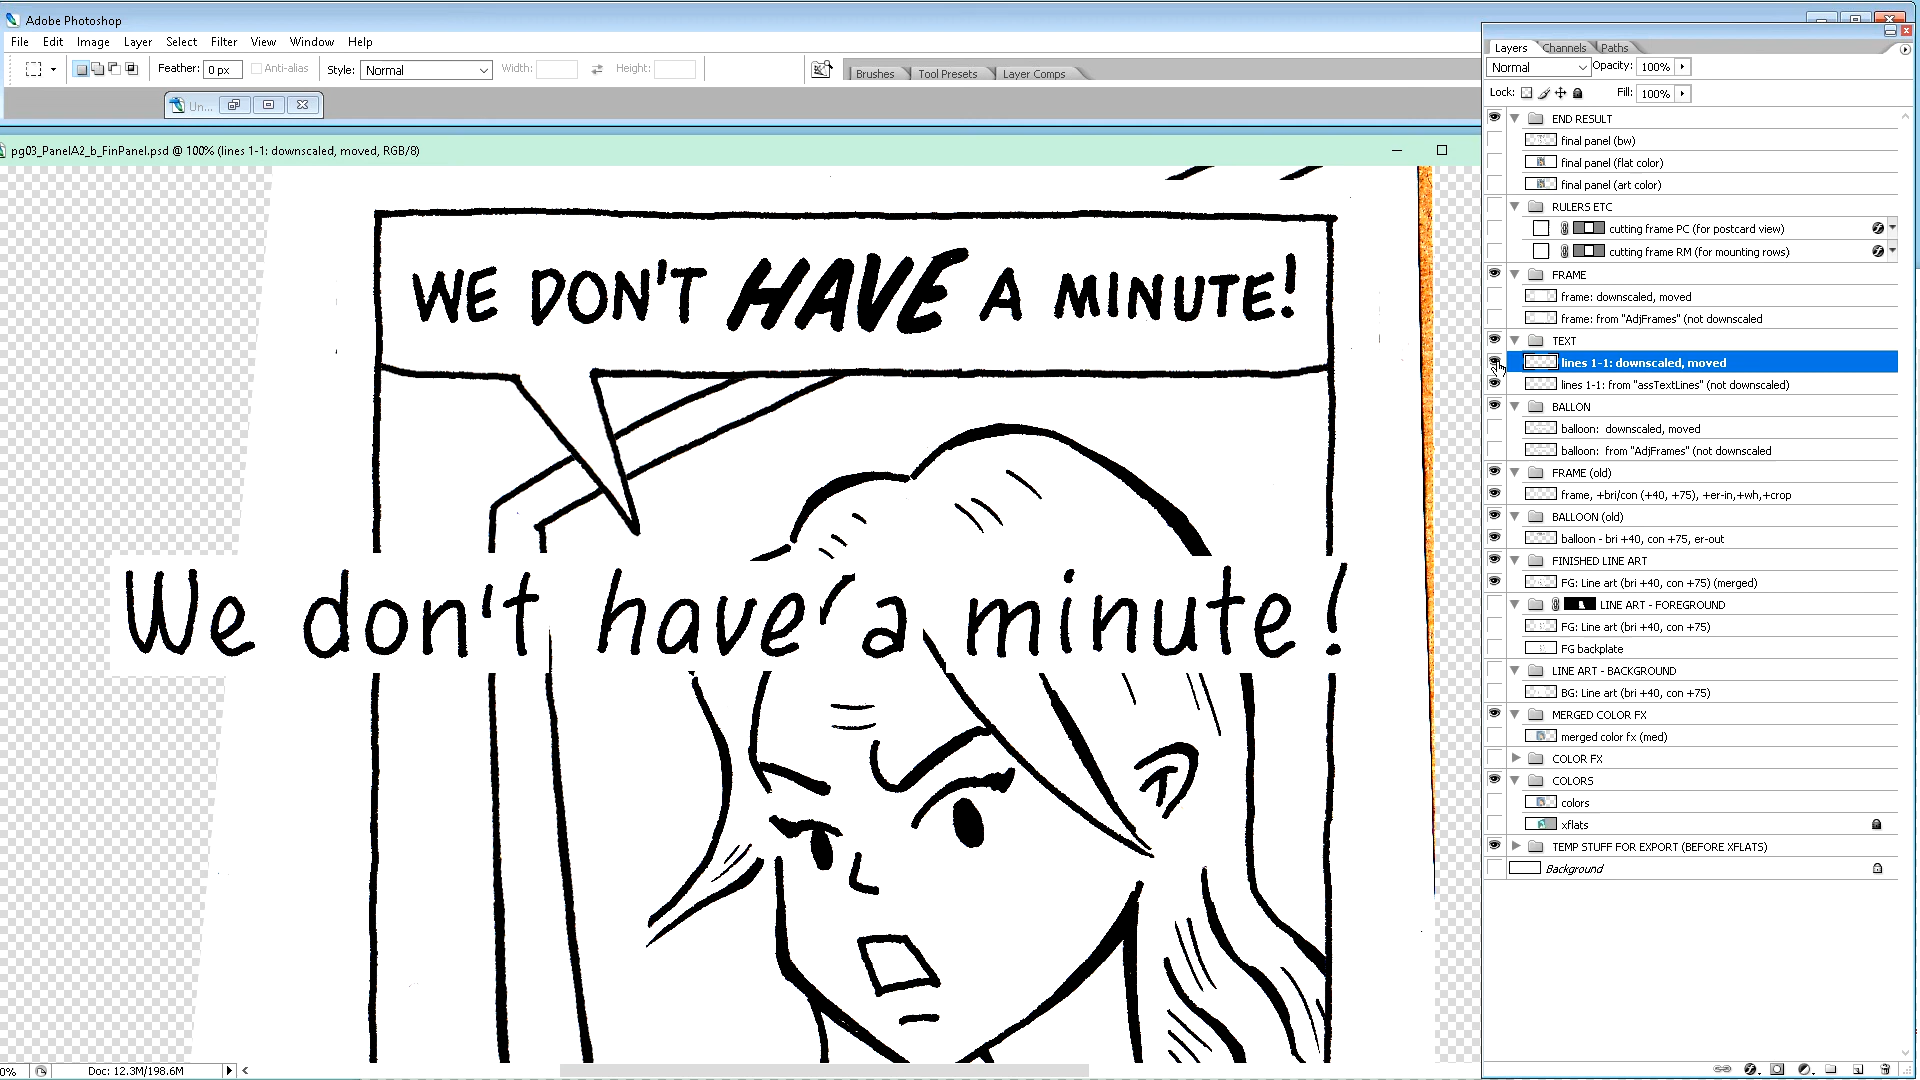 Adobe Photoshop
File Edit Image Layer Select Filter View Window Help
Feather: 0 px Anti-alias Style: Normal Width: Height: Brushes Tool Presets Layer Comps
Un...
pg03_PanelA2_b_FinPanel.psd @ 100% (lines 1-1: downscaled, moved, RGB/8)
WE DON'T HAVE A MINUTE!
We don't have a minute!
0% Doc: 12.3M/198.6M
Layers Channels Paths
Normal Opacity: 100%
Lock: Fill: 100%
END RESULT
final panel (bw)
final panel (flat color)
final panel (art color)
RULERS ETC
cutting frame PC (for postcard view)
cutting frame RM (for mounting rows)
FRAME
frame: downscaled, moved
frame: from "AdjFrames" (not downscaled
TEXT
lines 1-1: downscaled, moved
lines 1-1: from "assTextLines" (not downscaled)
BALLON
balloon: downscaled, moved
balloon: from "AdjFrames" (not downscaled
FRAME (old)
frame, +bri/con (+40, +75), +er-in,+wh,+crop
BALLOON (old)
balloon - bri +40, con +75, er-out
FINISHED LINE ART
FG: Line art (bri +40, con +75) (merged)
LINE ART - FOREGROUND
FG: Line art (bri +40, con +75)
FG backplate
LINE ART - BACKGROUND
BG: Line art (bri +40, con +75)
MERGED COLOR FX
merged color fx (med)
COLOR FX
COLORS
colors
xflats
TEMP STUFF FOR EXPORT (BEFORE XFLATS)
Background